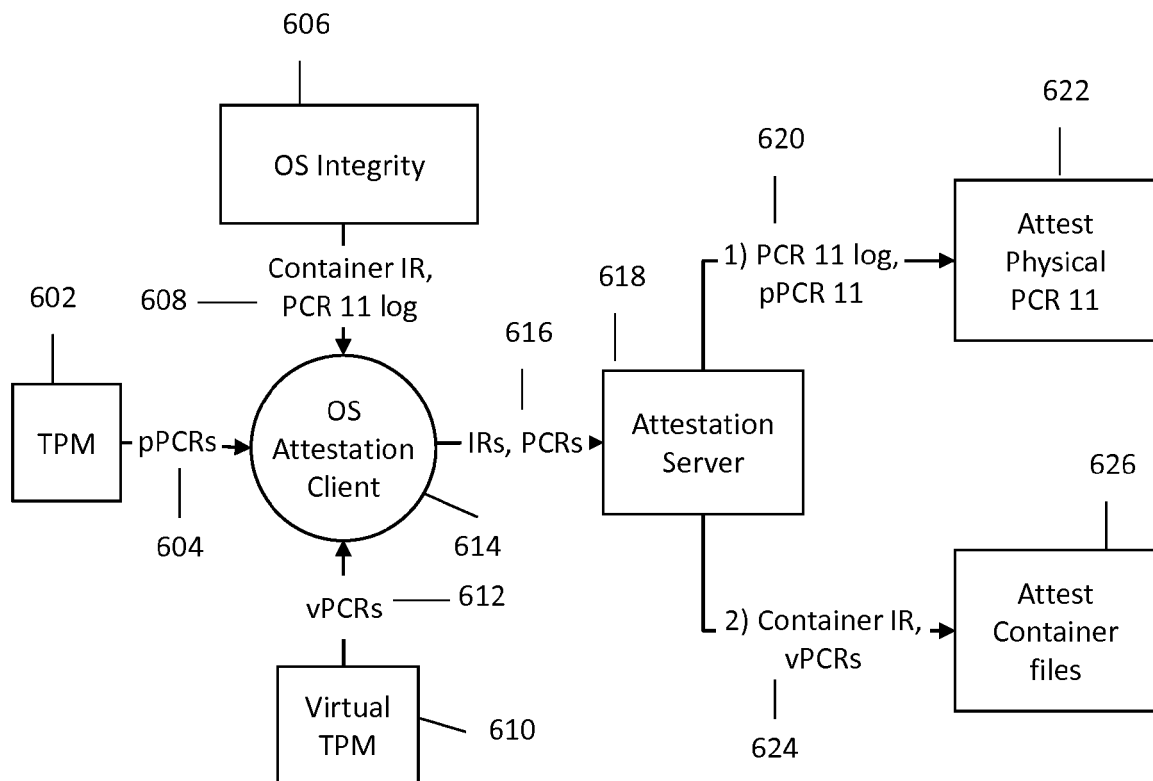 606
OS Integrity
622
620
Attest
Physical
PCR 11
1) PCR 11 log,
pPCR 11
Container IR,
PCR 11 log
608
602
618
616
TPM
pPCRs
OS
Attestation
Client
IRs, PCRs
Attestation
Server
604
614
626
vPCRs
612
2) Container IR,
vPCRs
Attest
Container
files
Virtual
TPM
610
624